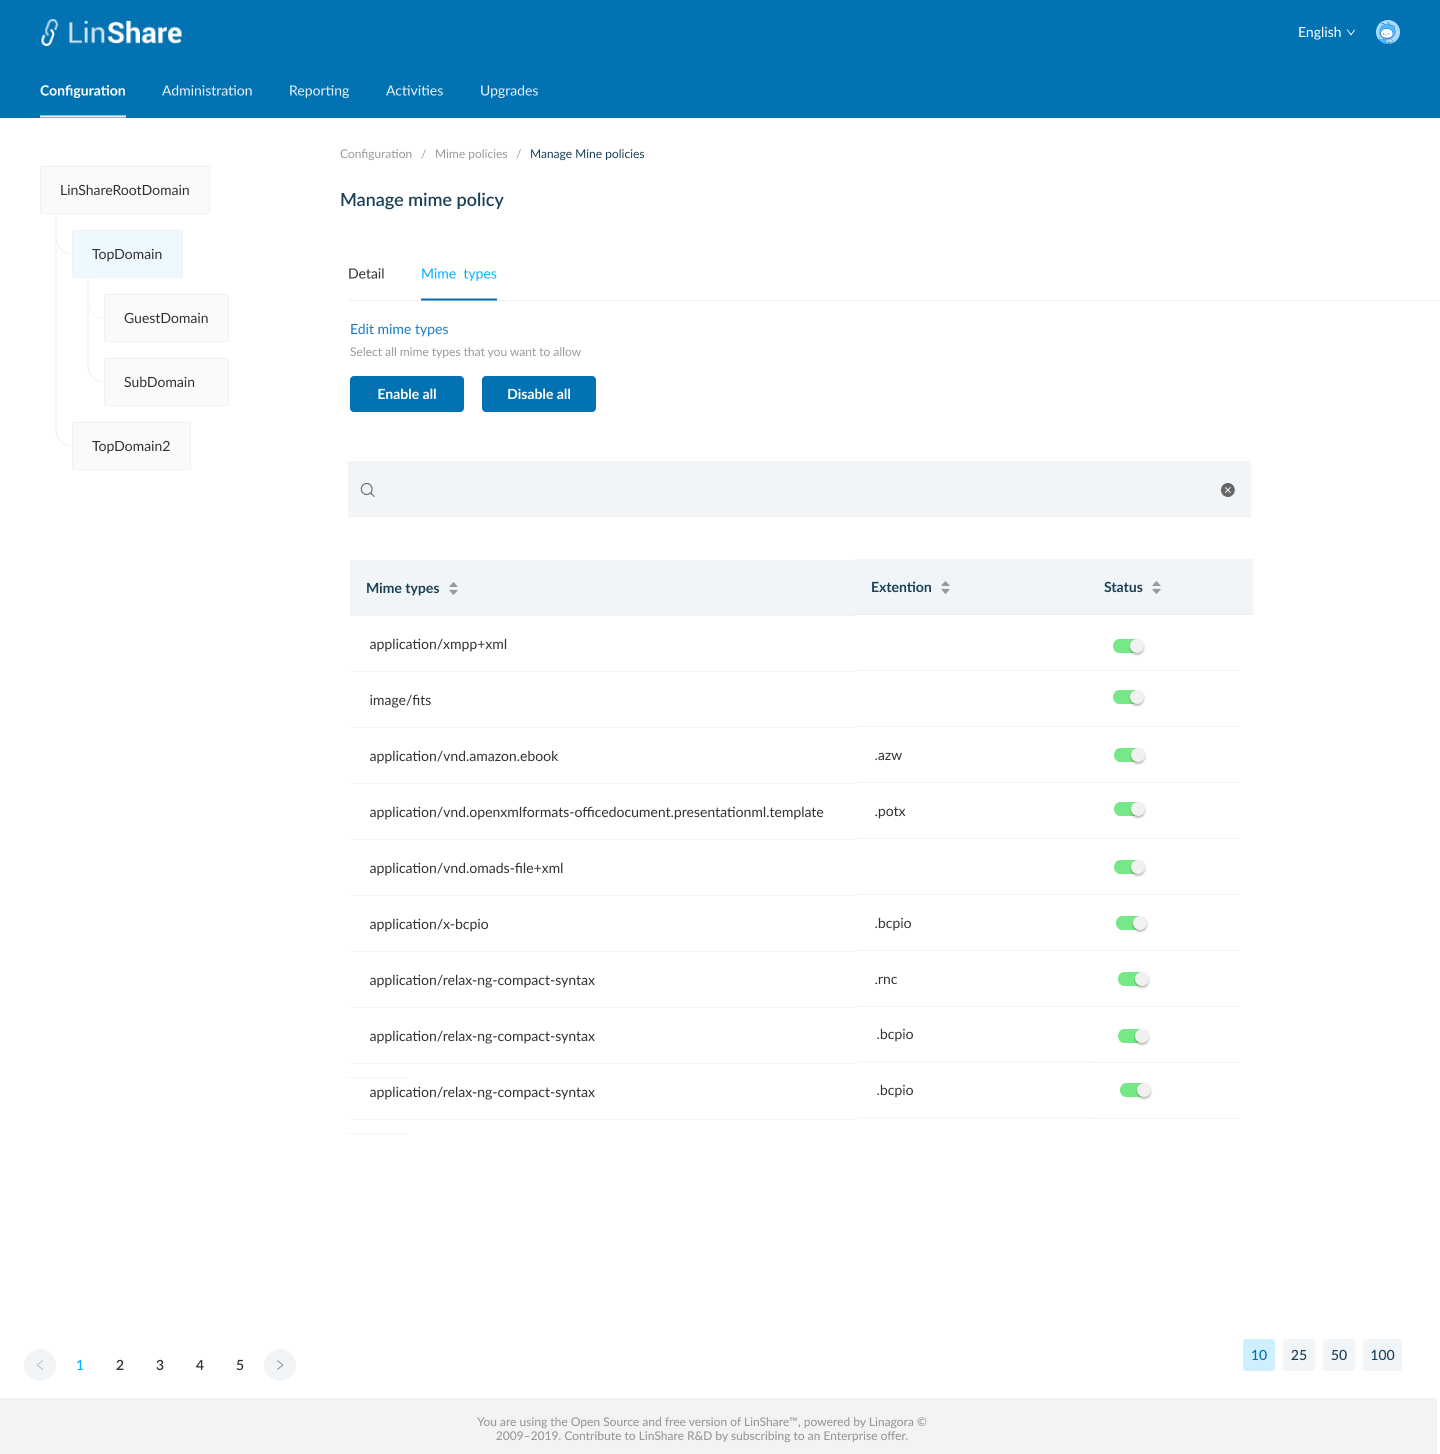 LinShare
English
Configuration Administration Reporting Activities Upgrades
Configuration / Mime policies / Manage Mine policies
LinShareRootDomain
TopDomain
GuestDomain
SubDomain
TopDomain2
Manage mime policy
Detail Mime types
Edit mime types
Select all mime types that you want to allow
Enable all Disable all
Mime types Extention Status
application/xmpp+xml
image/fits
application/vnd.amazon.ebook .azw
application/vnd.openxmlformats-officedocument.presentationml.template .potx
application/vnd.omads-file+xml
application/x-bcpio .bcpio
application/relax-ng-compact-syntax .rnc
application/relax-ng-compact-syntax .bcpio
application/relax-ng-compact-syntax .bcpio
< 1 2 3 4 5 >
10 25 50 100
You are using the Open Source and free version of LinShare™, powered by Linagora ©
2009–2019. Contribute to LinShare R&D by subscribing to an Enterprise offer.